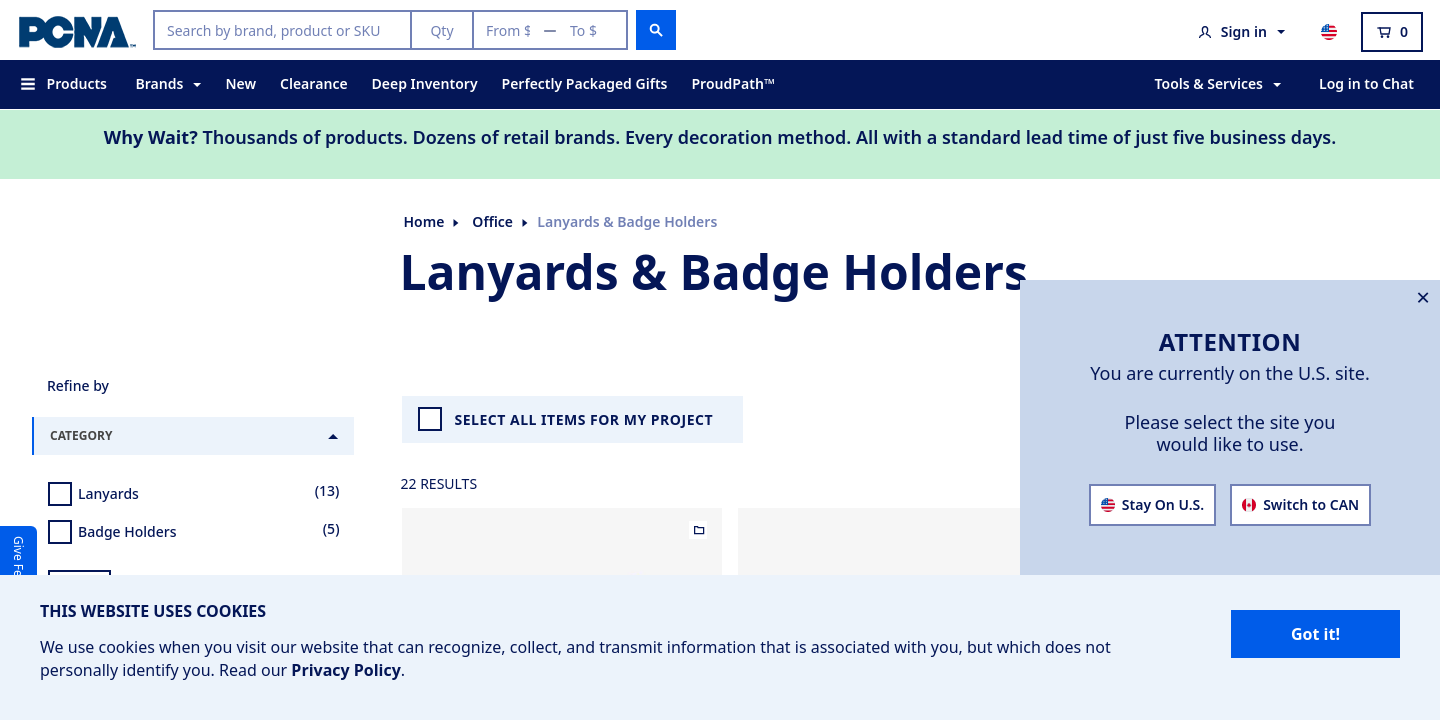 PCNA™
Search by brand, product or SKU
Qty
From $ — To $
Sign in
0
Products
Brands
New
Clearance
Deep Inventory
Perfectly Packaged Gifts
ProudPath™
Tools & Services
Log in to Chat
Why Wait? Thousands of products. Dozens of retail brands. Every decoration method. All with a standard lead time of just five business days.
Home
Office
Lanyards & Badge Holders
Lanyards & Badge Holders
ATTENTION
You are currently on the U.S. site.
Please select the site you
would like to use.
Stay On U.S.
Switch to CAN
Refine by
CATEGORY
Lanyards (13)
Badge Holders (5)
SELECT ALL ITEMS FOR MY PROJECT
22 RESULTS
Give Fe
THIS WEBSITE USES COOKIES
We use cookies when you visit our website that can recognize, collect, and transmit information that is associated with you, but which does not
personally identify you. Read our Privacy Policy.
Got it!